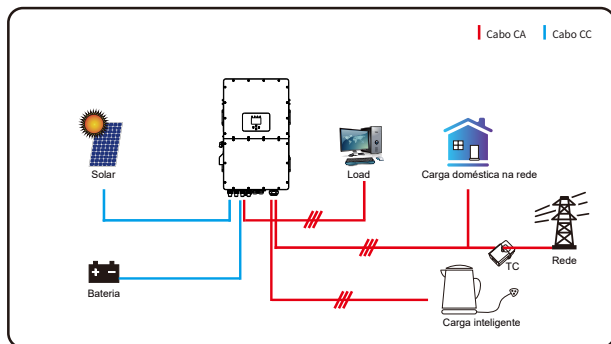 Cabo CA
Cabo CC
Solar
Load
Carga doméstica na rede
TC
Rede
Bateria
Carga inteligente